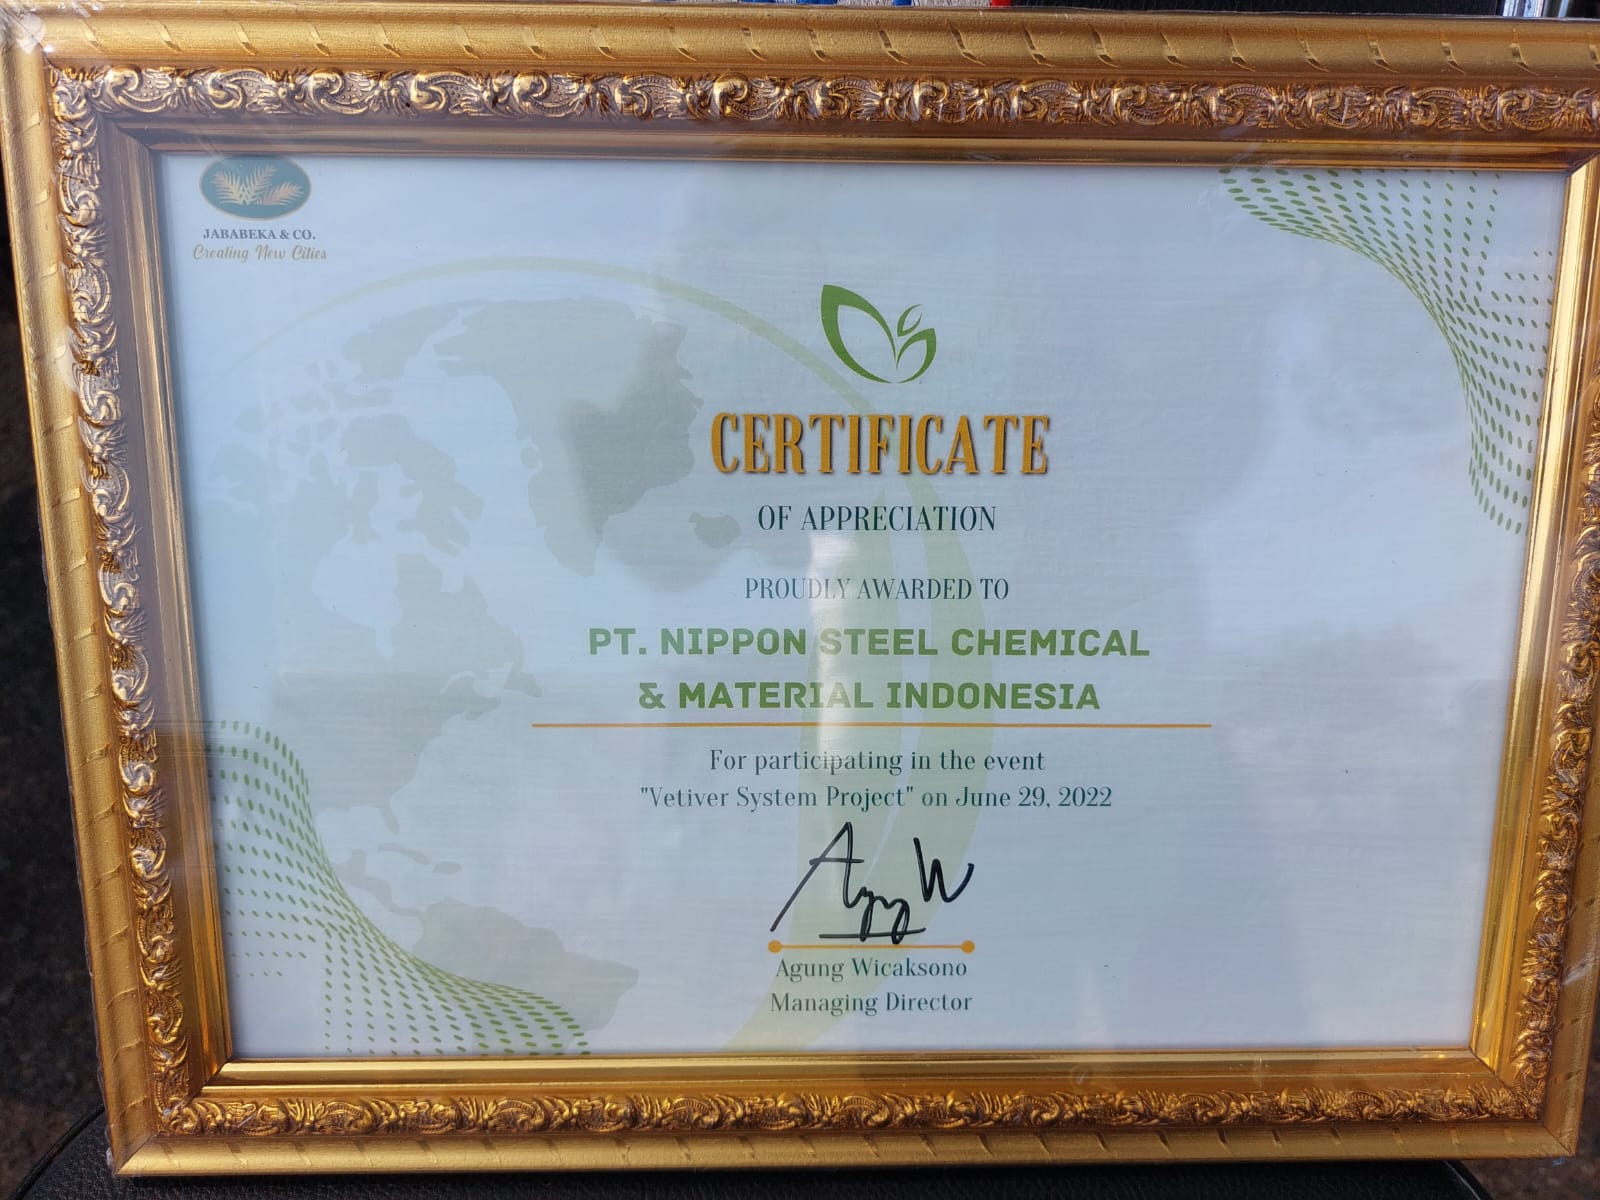 JABABEKA & CO.
Creating New Cities
CERTIFICATE
OF APPRECIATION
PROUDLY AWARDED TO
PT. NIPPON STEEL CHEMICAL
& MATERIAL INDONESIA
For participating in the event
"Vetiver System Project" on June 29, 2022
Agung W
Agung Wicaksono
Managing Director